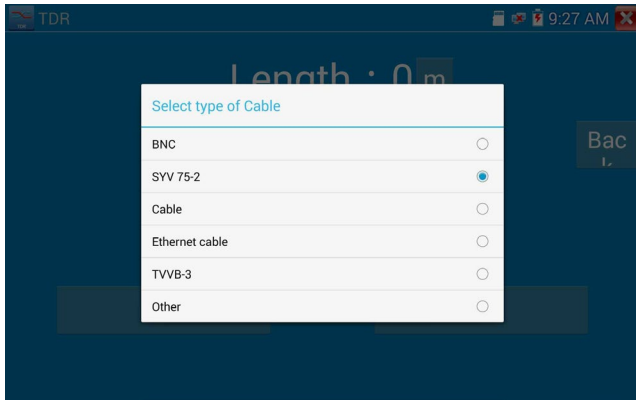 TDR
9:27 AM
Length : 0 m
Select type of Cable
BNC
SYV 75-2
Cable
Ethernet cable
TVVB-3
Other
Bac
k